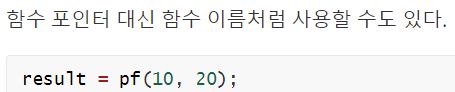 함수 포인터 대신 함수 이름처럼 사용할 수도 있다.
result = pf(10, 20);